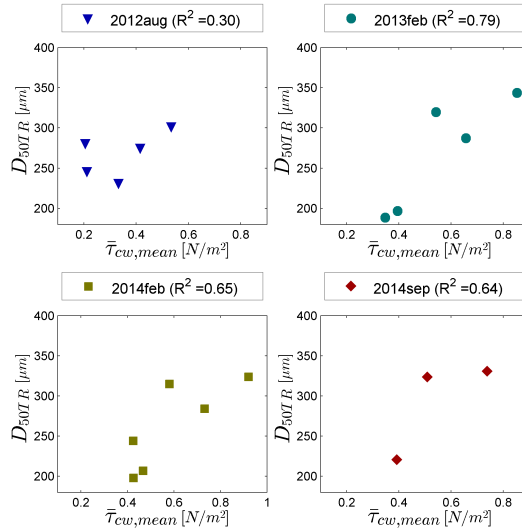 2012aug (R² =0.30)
400
350
300
250
200
D50TR [μm]
0.2 0.4 0.6 0.8
τ̄cw,mean [N/m²]
2013feb (R² =0.79)
400
350
300
250
200
D50TR [μm]
0.2 0.4 0.6 0.8
τ̄cw,mean [N/m²]
2014feb (R² =0.65)
400
350
300
250
200
D50TR [μm]
0.2 0.4 0.6 0.8 1
τ̄cw,mean [N/m²]
2014sep (R² =0.64)
400
350
300
250
200
D50TR [μm]
0.2 0.4 0.6 0.8
τ̄cw,mean [N/m²]